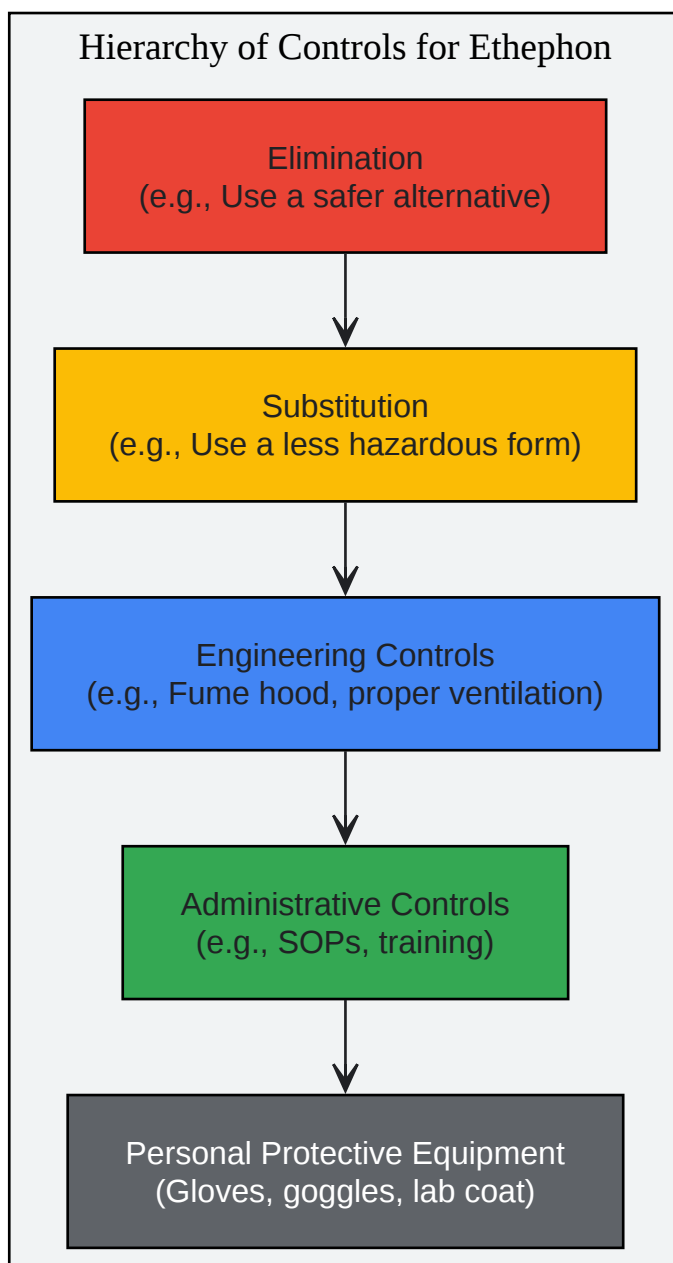 Hierarchy of Controls for Ethephon
Elimination
(e.g., Use a safer alternative)
Substitution
(e.g., Use a less hazardous form)
Engineering Controls
(e.g., Fume hood, proper ventilation)
Administrative Controls
(e.g., SOPs, training)
Personal Protective Equipment
(Gloves, goggles, lab coat)